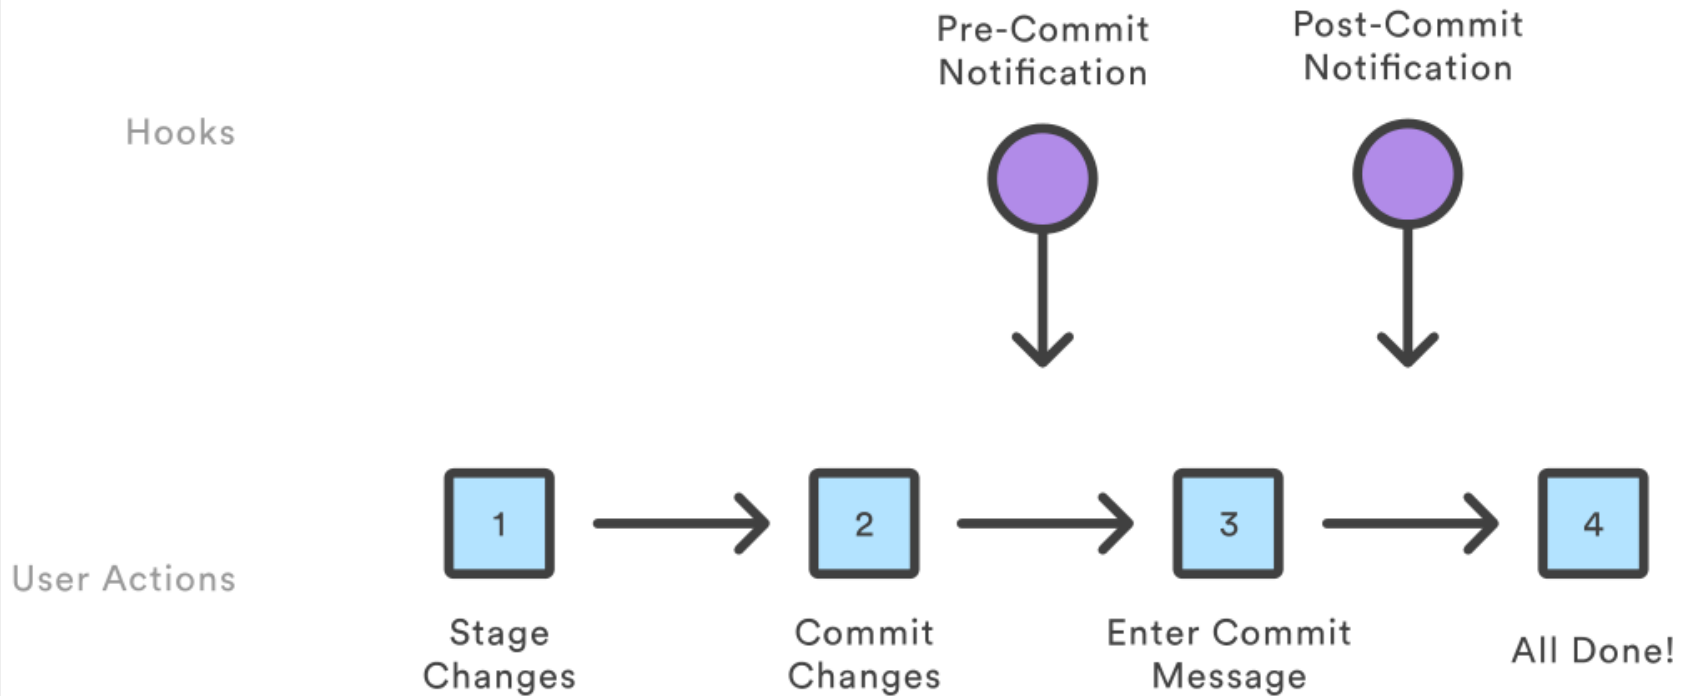 Pre-Commit
Notification
Post-Commit
Notification
Hooks
User Actions
1
2
3
4
Stage
Changes
Commit
Changes
Enter Commit
Message
All Done!